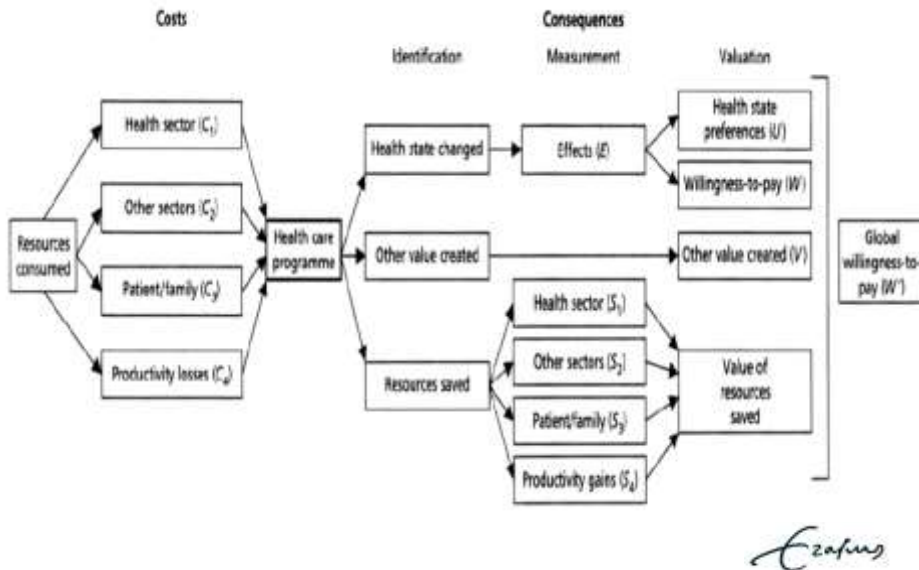 Costs
Consequences
Identification
Measurement
Valuation
Health sector (C₁)
Other sectors (C₂)
Patient/family (C₃)
Productivity losses (C₄)
Resources
consumed
Health care
programme
Health state changed
Other value created
Resources saved
Effects (E)
Health sector (S₁)
Other sectors (S₂)
Patient/family (S₃)
Productivity gains (S₄)
Health state
preferences (U)
Willingness-to-pay (W)
Other value created (V)
Value of
resources
saved
Global
willingness-to-
pay (W')
Erasmus